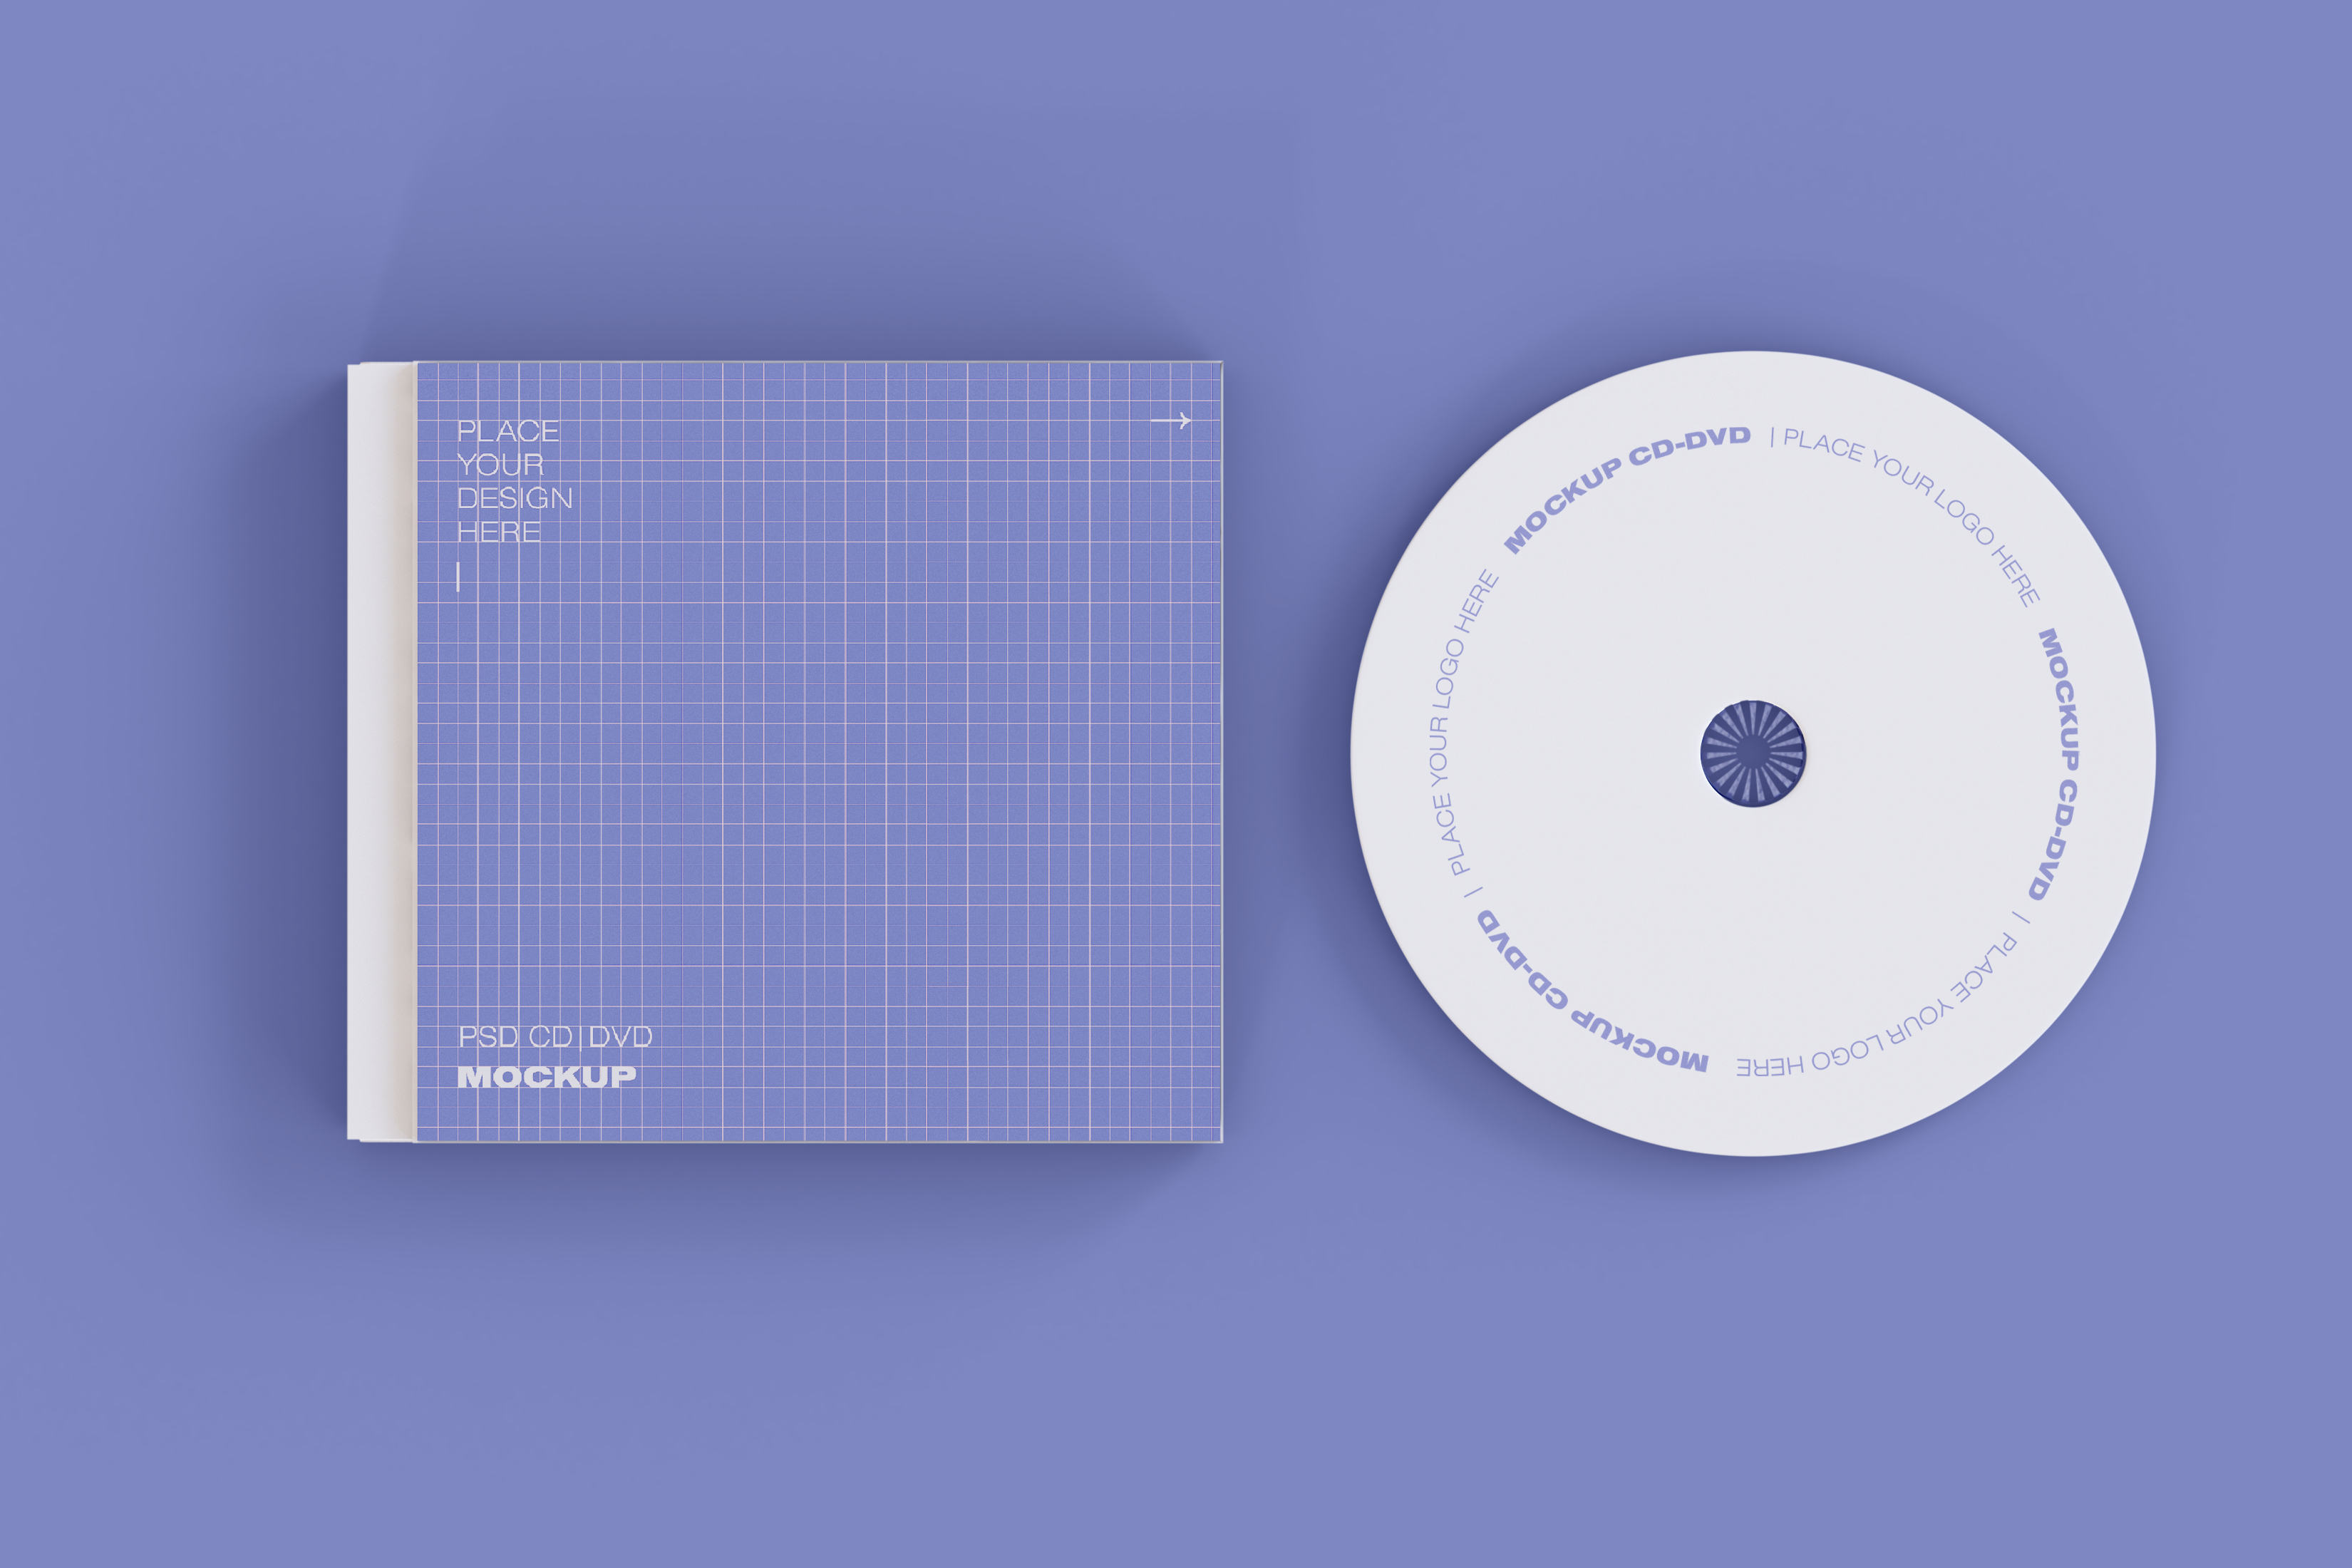 PLACE
YOUR
DESIGN
HERE
|
PSD CD|DVD
MOCKUP
MOCKUP CD-DVD | PLACE YOUR LOGO HERE
MOCKUP CD-DVD | PLACE YOUR LOGO HERE
MOCKUP CD-DVD | PLACE YOUR LOGO HERE